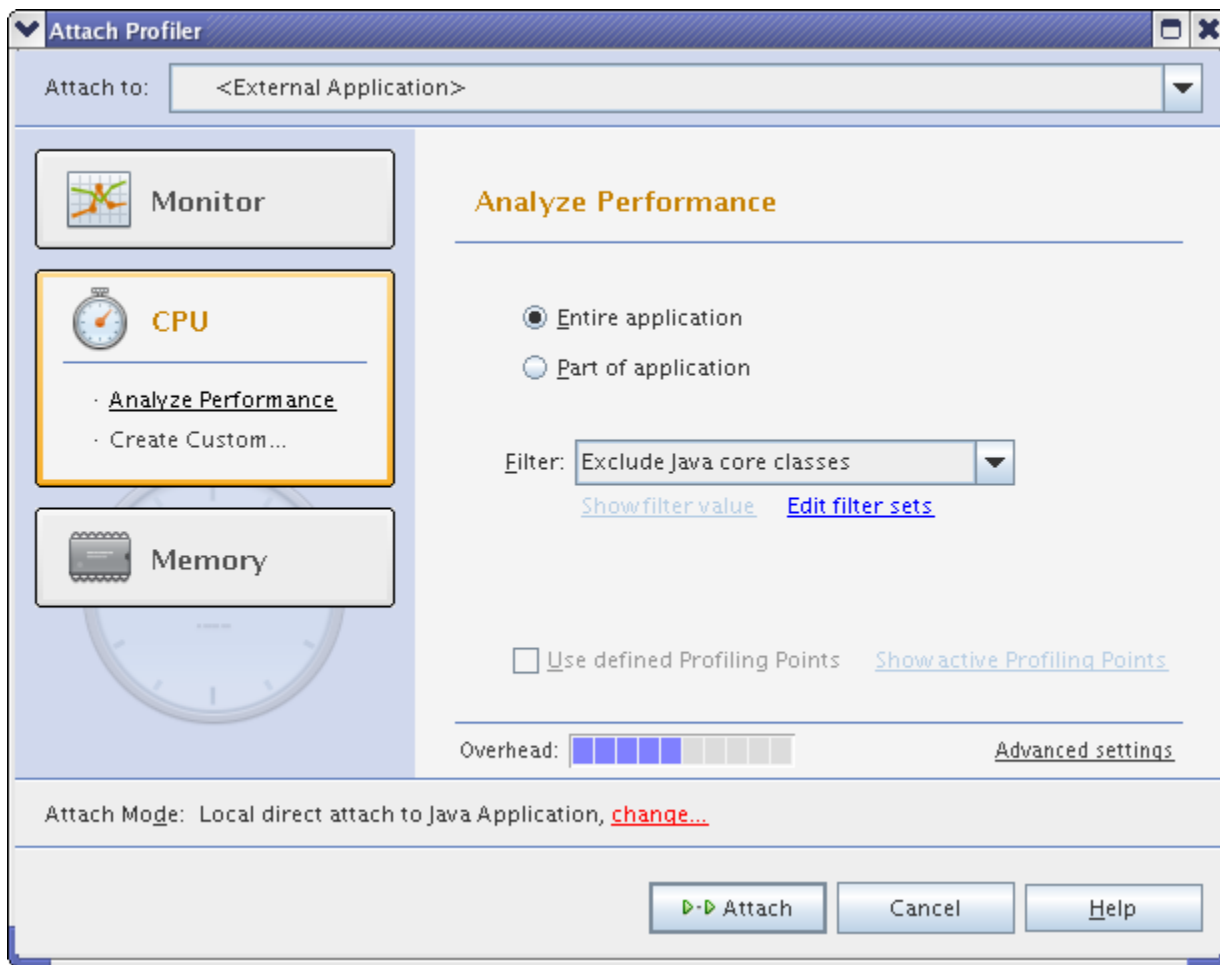 Attach Profiler
Attach to: <External Application>
Monitor
CPU
· Analyze Performance
· Create Custom...
Memory
Analyze Performance
Entire application
Part of application
Filter: Exclude Java core classes
Show filter value Edit filter sets
Use defined Profiling Points Show active Profiling Points
Overhead: Advanced settings
Attach Mode: Local direct attach to Java Application, change...
Attach Cancel Help